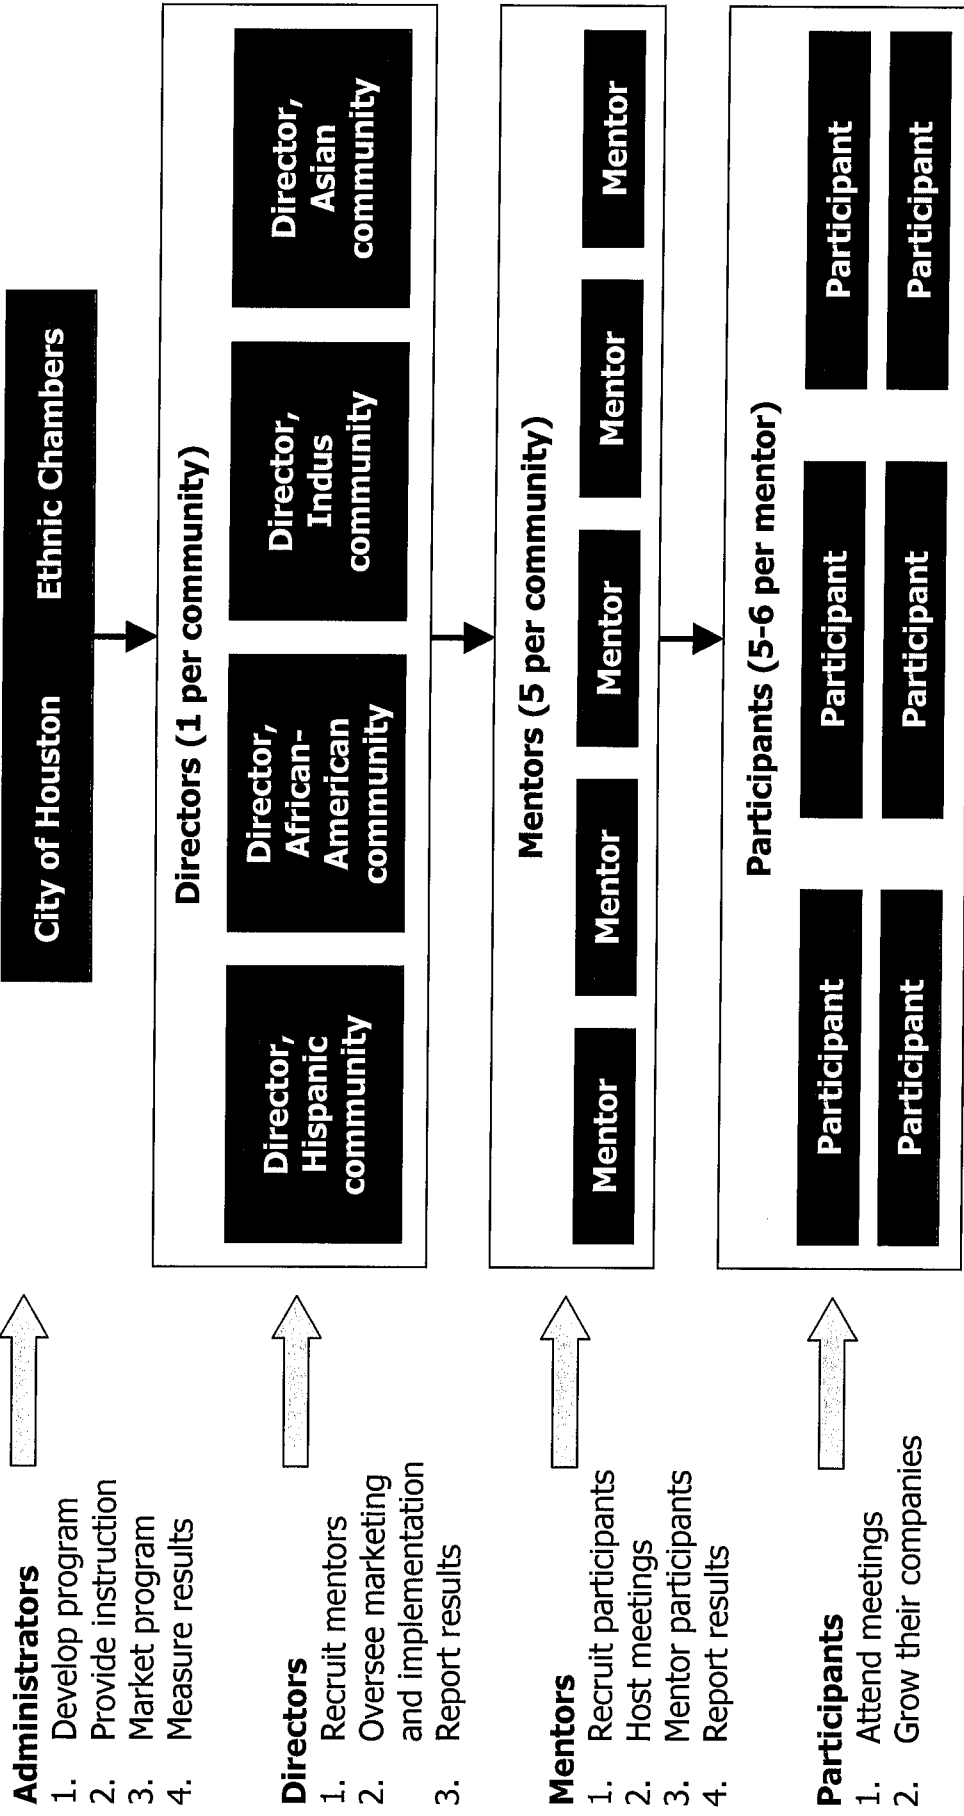 Administrators
1. Develop program
2. Provide instruction
3. Market program
4. Measure results
City of Houston Ethnic Chambers
Directors
1. Recruit mentors
2. Oversee marketing
and implementation
3. Report results
Directors (1 per community)
Director,
Hispanic
community
Director,
African-
American
community
Director,
Indus
community
Director,
Asian
community
Mentors
1. Recruit participants
2. Host meetings
3. Mentor participants
4. Report results
Mentors (5 per community)
Mentor
Mentor
Mentor
Mentor
Mentor
Participants
1. Attend meetings
2. Grow their companies
Participants (5-6 per mentor)
Participant
Participant
Participant
Participant
Participant
Participant